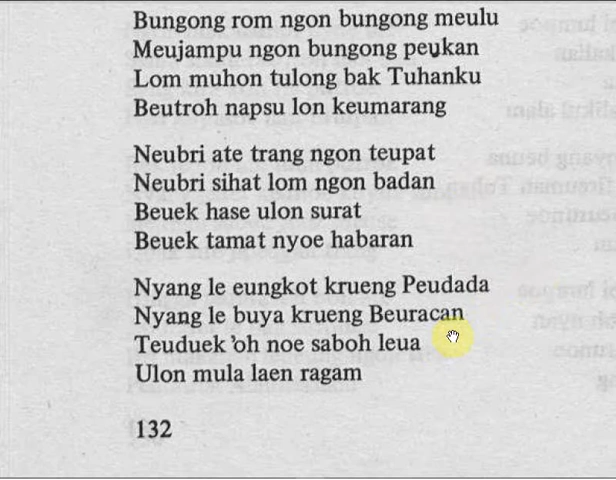 Bungong rom ngon bungong meulu
Meujampu ngon bungong peukan
Lom muhon tulong bak Tuhanku
Beutroh napsu lon keumarang
Neubri ate trang ngon teupat
Neubri sihat lom ngon badan
Beuek hase ulon surat
Beuek tamat nyoe habaran
Nyang le eungkot krueng Peudada
Nyang le buya krueng Beuracan
Teuduek 'oh noe saboh leua
Ulon mula laen ragam
132